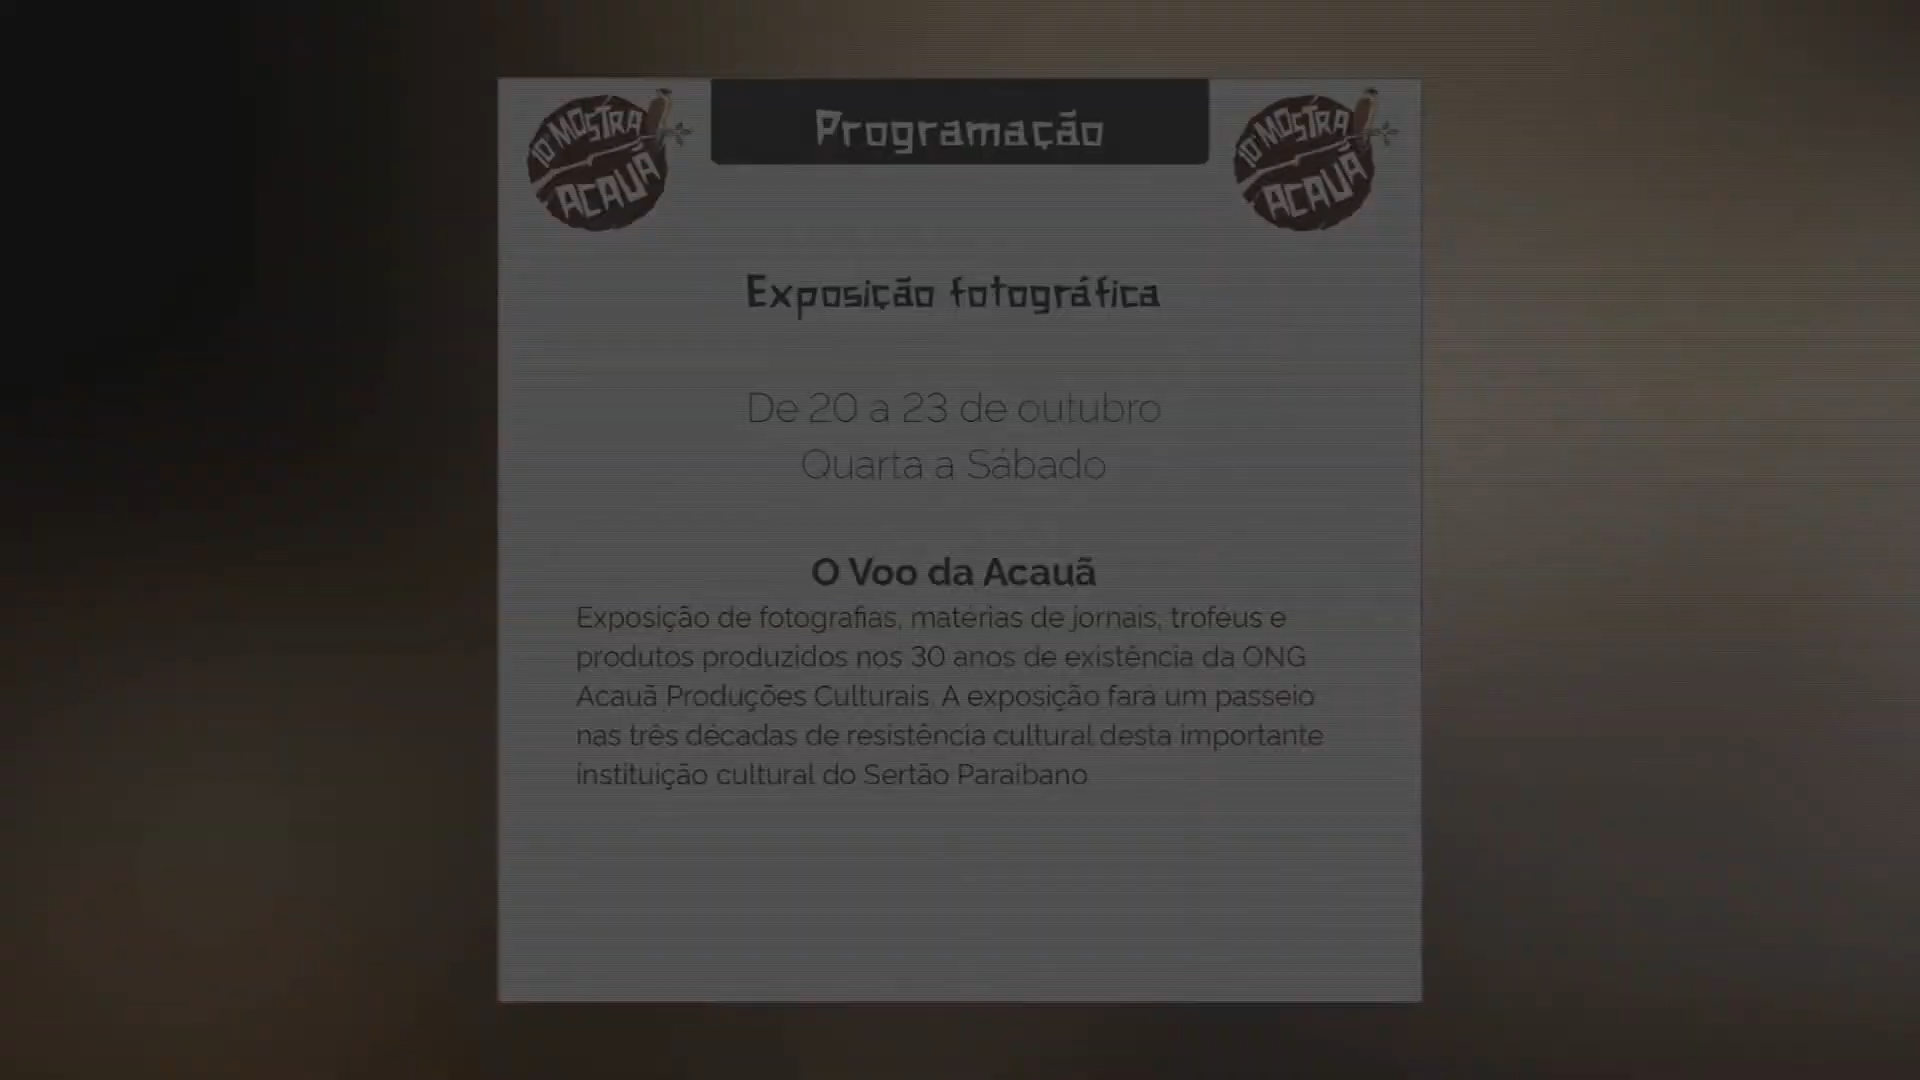 10ª MOSTRA
ACAUÃ
Programação
10ª MOSTRA
ACAUÃ
Exposição fotográfica
De 20 a 23 de outubro
Quarta a Sábado
O Voo da Acauã
Exposição de fotografias, matérias de jornais, troféus e
produtos produzidos nos 30 anos de existência da ONG
Acauã Produções Culturais. A exposição fará um passeio
nas três décadas de resistência cultural desta importante
instituição cultural do Sertão Paraibano